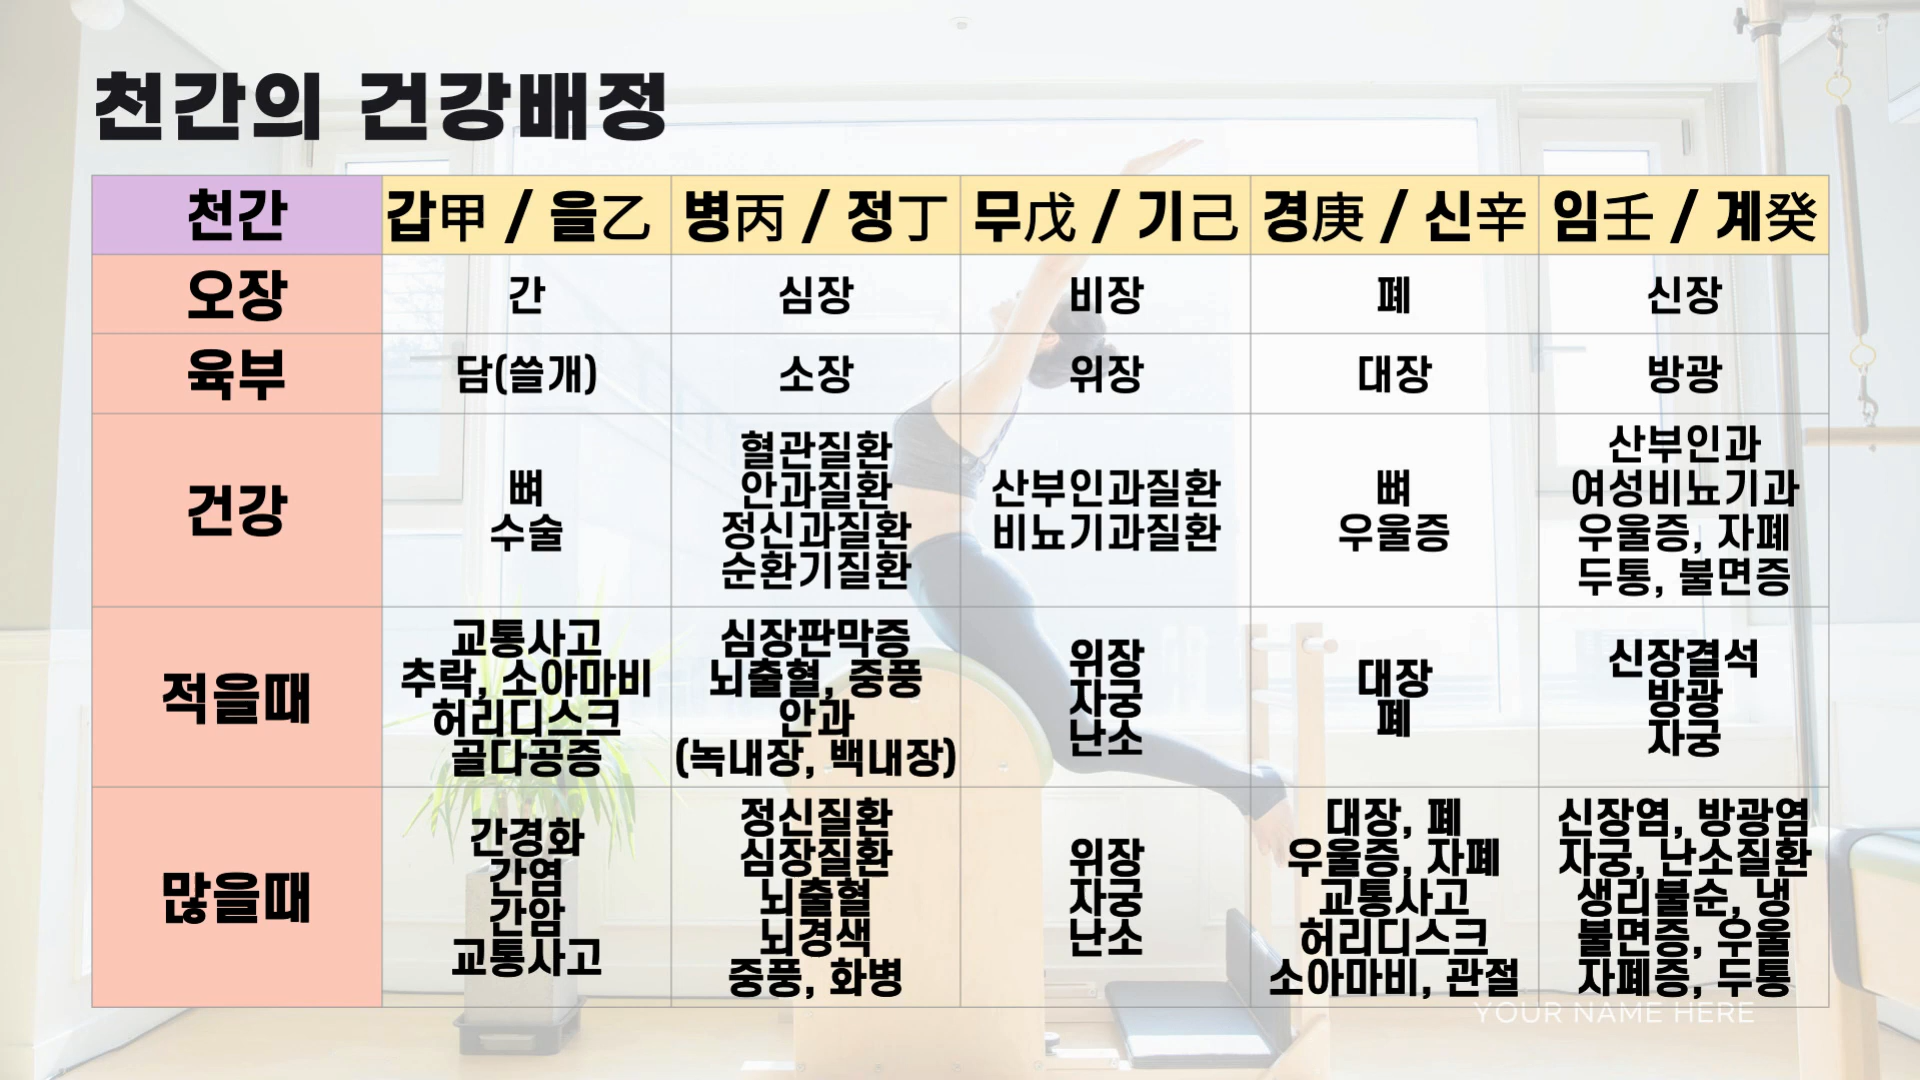 천간의 건강배정
천간
갑甲 / 을乙
병丙 / 정丁
무戊 / 기己
경庚 / 신辛
임壬 / 계癸
오장
간
심장
비장
폐
신장
육부
담(쓸개)
소장
위장
대장
방광
건강
뼈
수술
혈관질환
안과질환
정신과질환
순환기질환
산부인과질환
비뇨기과질환
뼈
우울증
산부인과
여성비뇨기과
우울증, 자폐
두통, 불면증
적을때
교통사고
추락, 소아마비
허리디스크
골다공증
심장판막증
뇌출혈, 중풍
안과
(녹내장, 백내장)
위장
자궁
난소
대장
폐
신장결석
방광
자궁
많을때
간경화
간염
간암
교통사고
정신질환
심장질환
뇌출혈
뇌경색
중풍, 화병
위장
자궁
난소
대장, 폐
우울증, 자폐
교통사고
허리디스크
소아마비, 관절
신장염, 방광염
자궁, 난소질환
생리불순, 냉
불면증, 우울
자폐증, 두통
YOUR NAME HERE